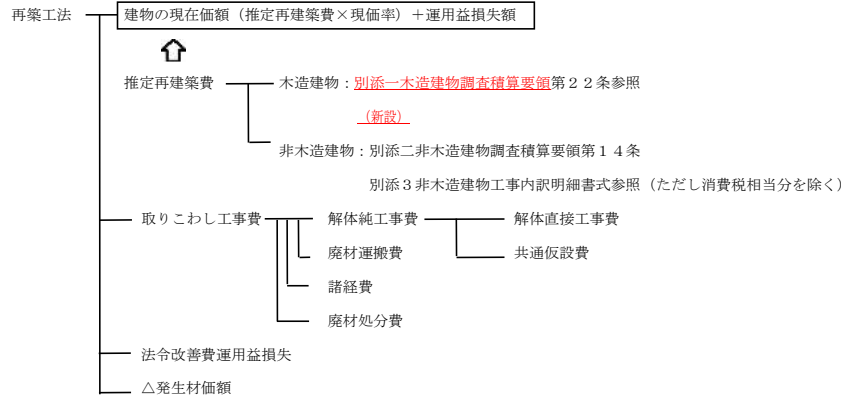 再築工法 建物の現在価額（推定再建築費×現価率）＋運用益損失額
推定再建築費 木造建物：別添一木造建物調査積算要領第２２条参照
（新設）
非木造建物：別添二非木造建物調査積算要領第１４条
別添３非木造建物工事内訳明細書式参照（ただし消費税相当分を除く）
取りこわし工事費 解体純工事費 解体直接工事費
廃材運搬費 共通仮設費
諸経費
廃材処分費
法令改善費運用益損失
△発生材価額